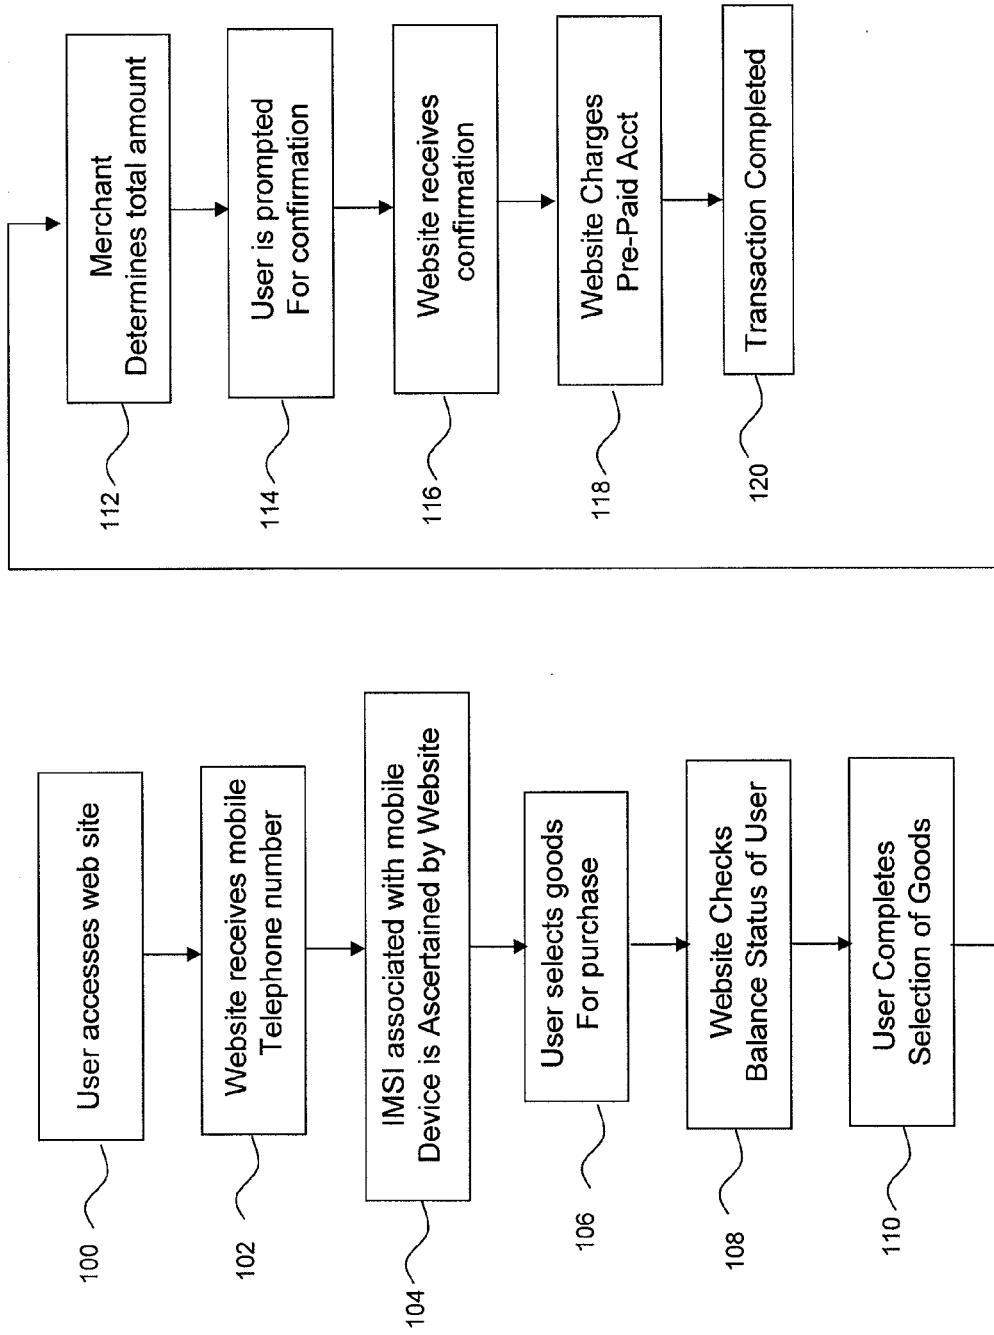 User accesses web site
100
Website receives mobile
Telephone number
102
IMSI associated with mobile
Device is Ascertained by Website
104
User selects goods
For purchase
106
Website Checks
Balance Status of User
108
User Completes
Selection of Goods
110
Merchant
Determines total amount
112
User is prompted
For confirmation
114
Website receives
confirmation
116
Website Charges
Pre-Paid Acct
118
Transaction Completed
120